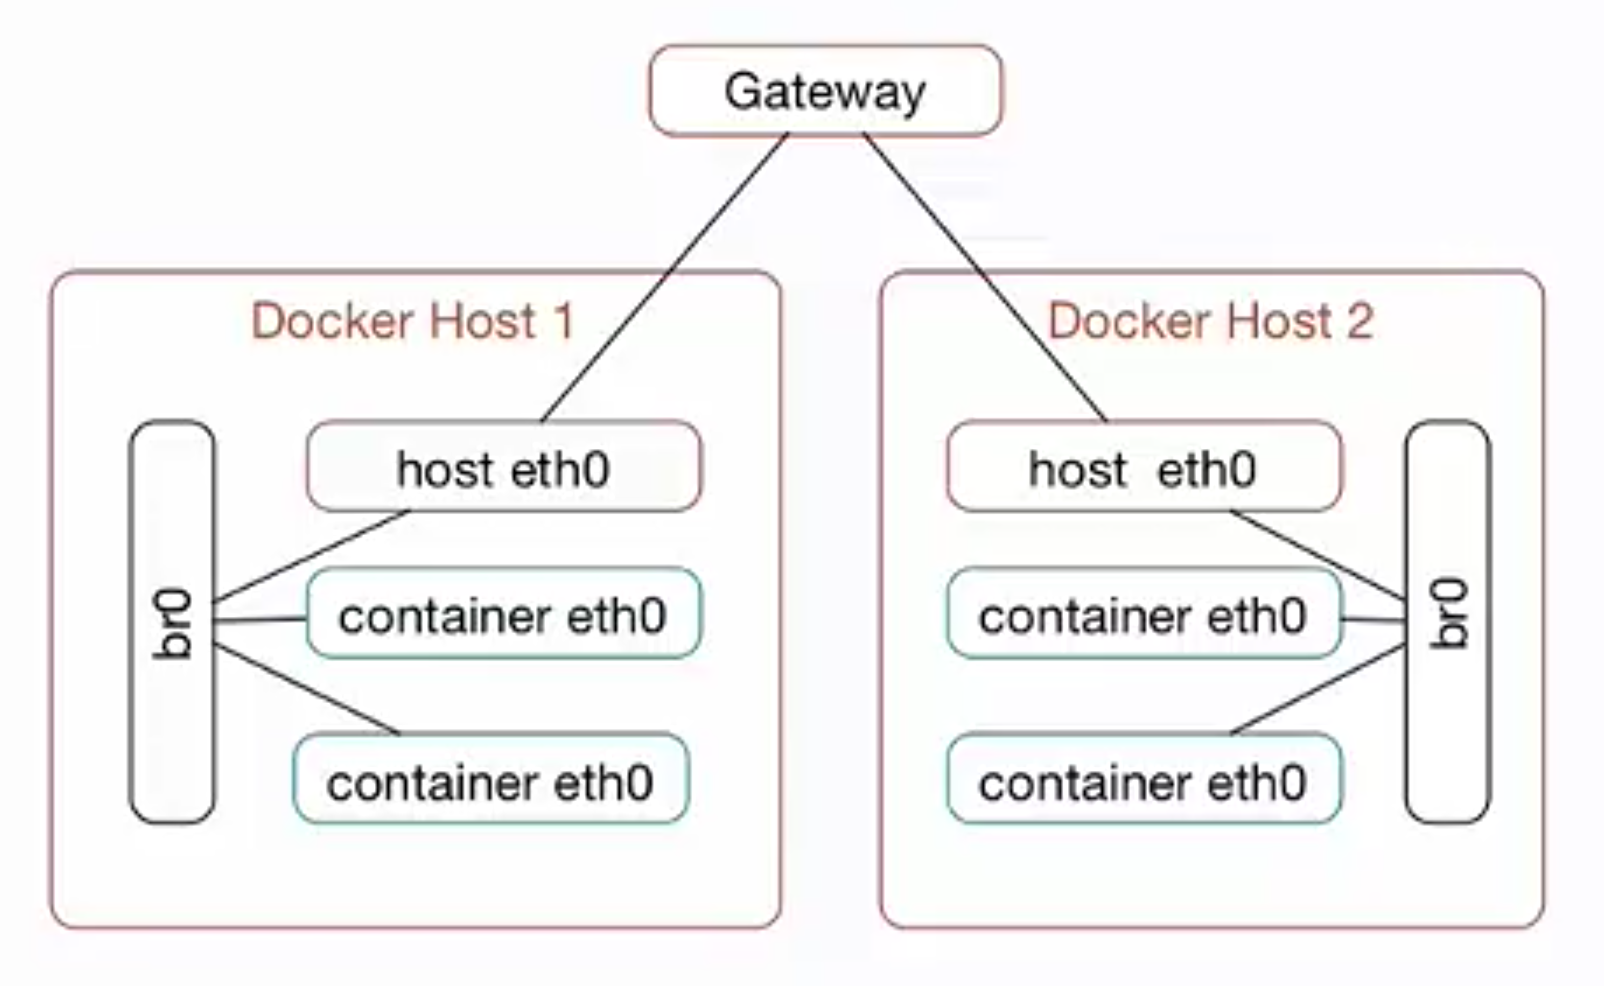 Gateway
Docker Host 1
host eth0
br0
container eth0
container eth0
Docker Host 2
host  eth0
container eth0
br0
container eth0